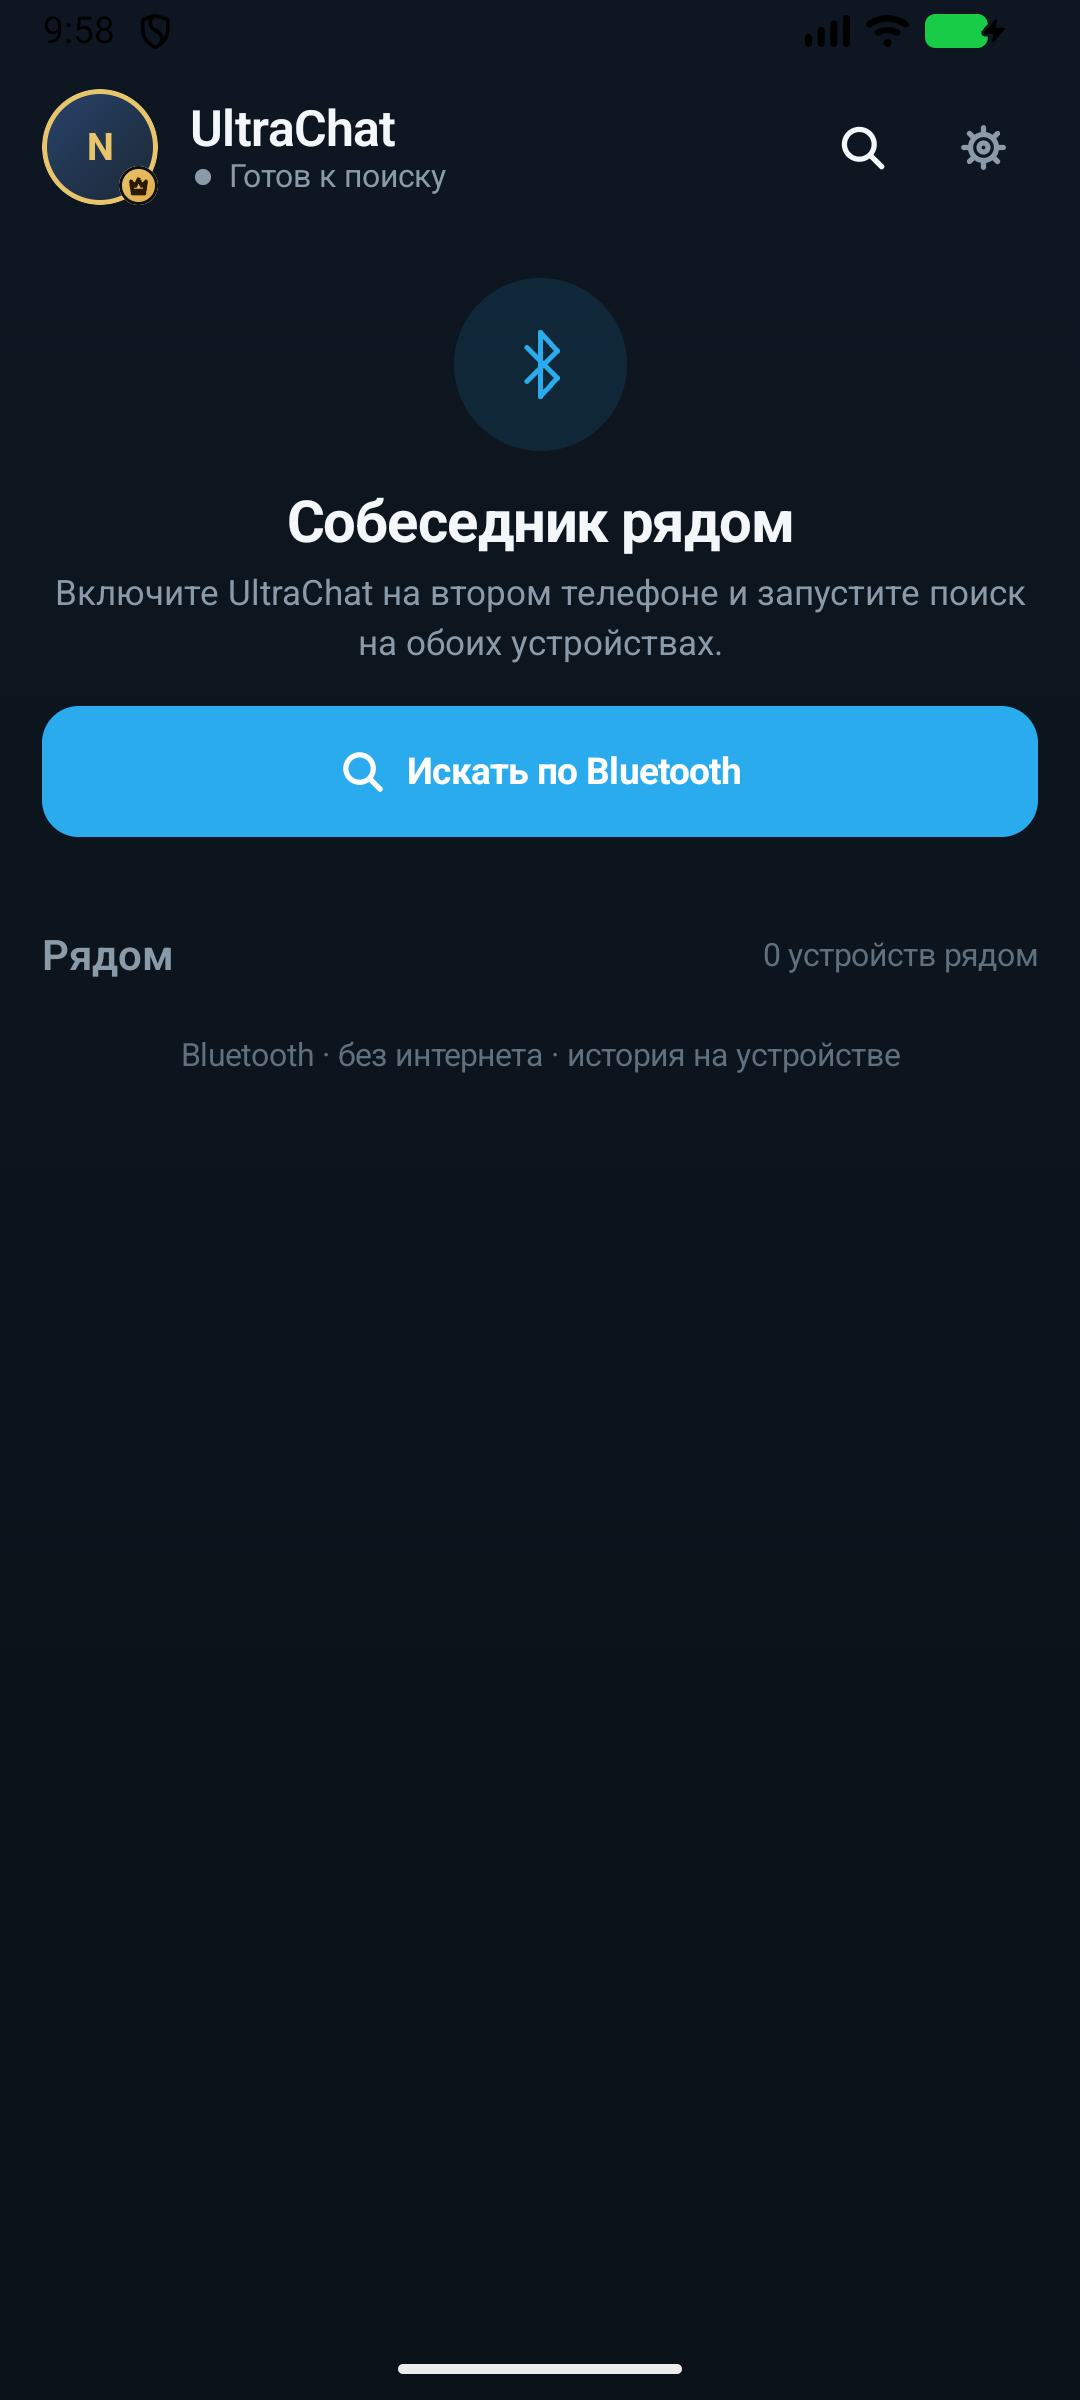 9:58
N
UltraChat
Готов к поиску
Собеседник рядом
Включите UltraChat на втором телефоне и запустите поиск
на обоих устройствах.
Искать по Bluetooth
Рядом
0 устройств рядом
Bluetooth · без интернета · история на устройстве